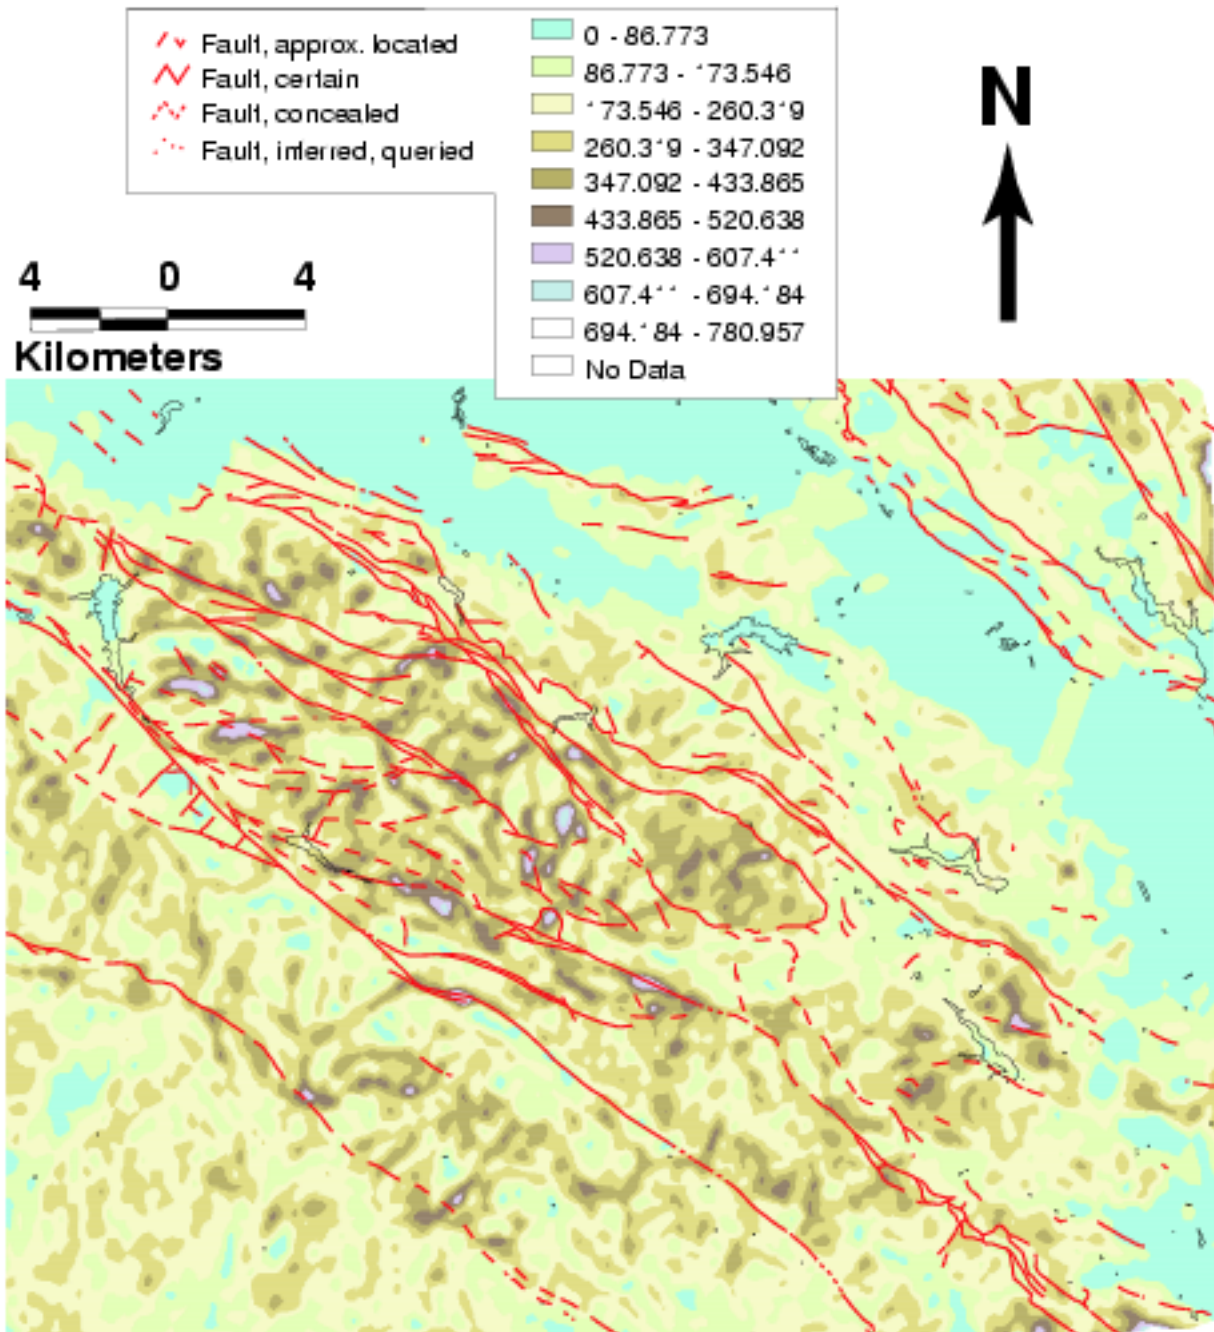 Fault, approx. located
Fault, certain
Fault, concealed
Fault, inferred, queried
0 - 86.773
86.773 - 173.546
173.546 - 260.319
260.319 - 347.092
347.092 - 433.865
433.865 - 520.638
520.638 - 607.411
607.411 - 694.184
694.184 - 780.957
No Data
N
4 0 4
Kilometers